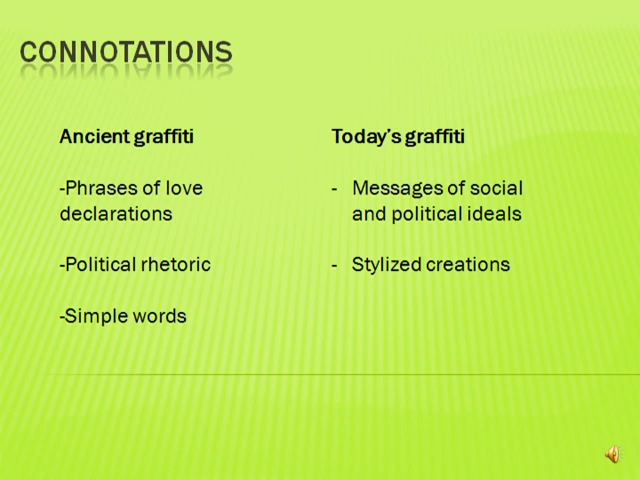 CONNOTATIONS
Ancient graffiti
-Phrases of love
declarations
-Political rhetoric
-Simple words
Today’s graffiti
- Messages of social
and political ideals
- Stylized creations